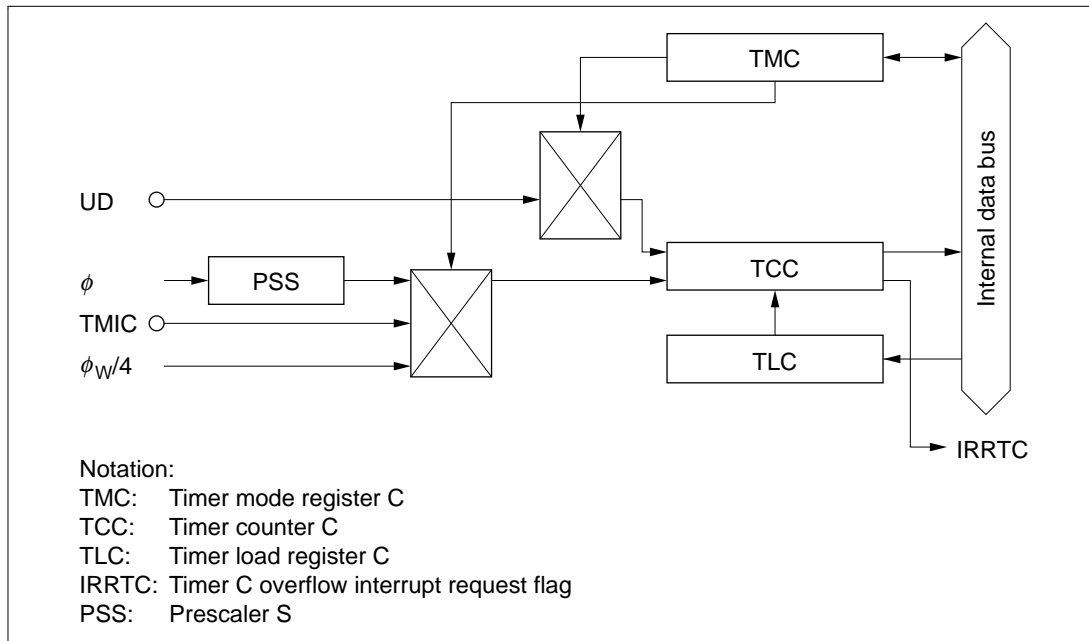 TMC
UD
TCC
Internal data bus
ϕ
PSS
TMIC
ϕW/4
TLC
IRRTC
Notation:
TMC: Timer mode register C
TCC: Timer counter C
TLC: Timer load register C
IRRTC: Timer C overflow interrupt request flag
PSS: Prescaler S